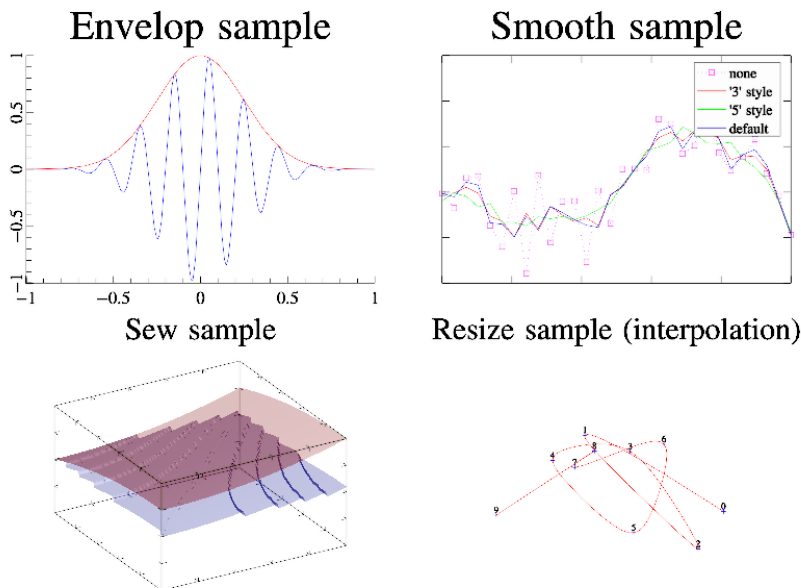 Envelop sample
Smooth sample
1
0.5
0
−0.5
−1
−1
−0.5
0
0.5
1
none
'3' style
'5' style
default
Sew sample
Resize sample (interpolation)
1
8
3
6
4
7
9
0
5
2